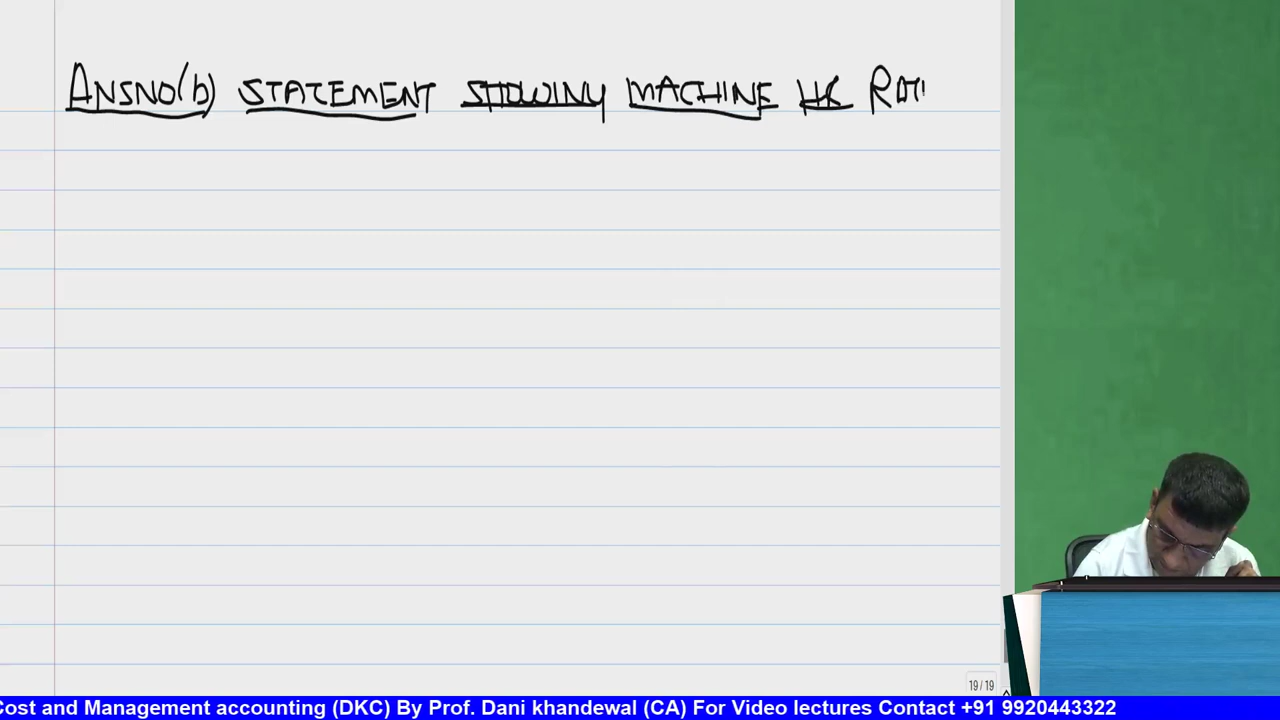 ANSNO(b) STATEMENT SHOWING MACHINE HR
19/19
Cost and Management accounting (DKC) By Prof. Dani khandewal (CA) For Video lectures Contact +91 9920443322